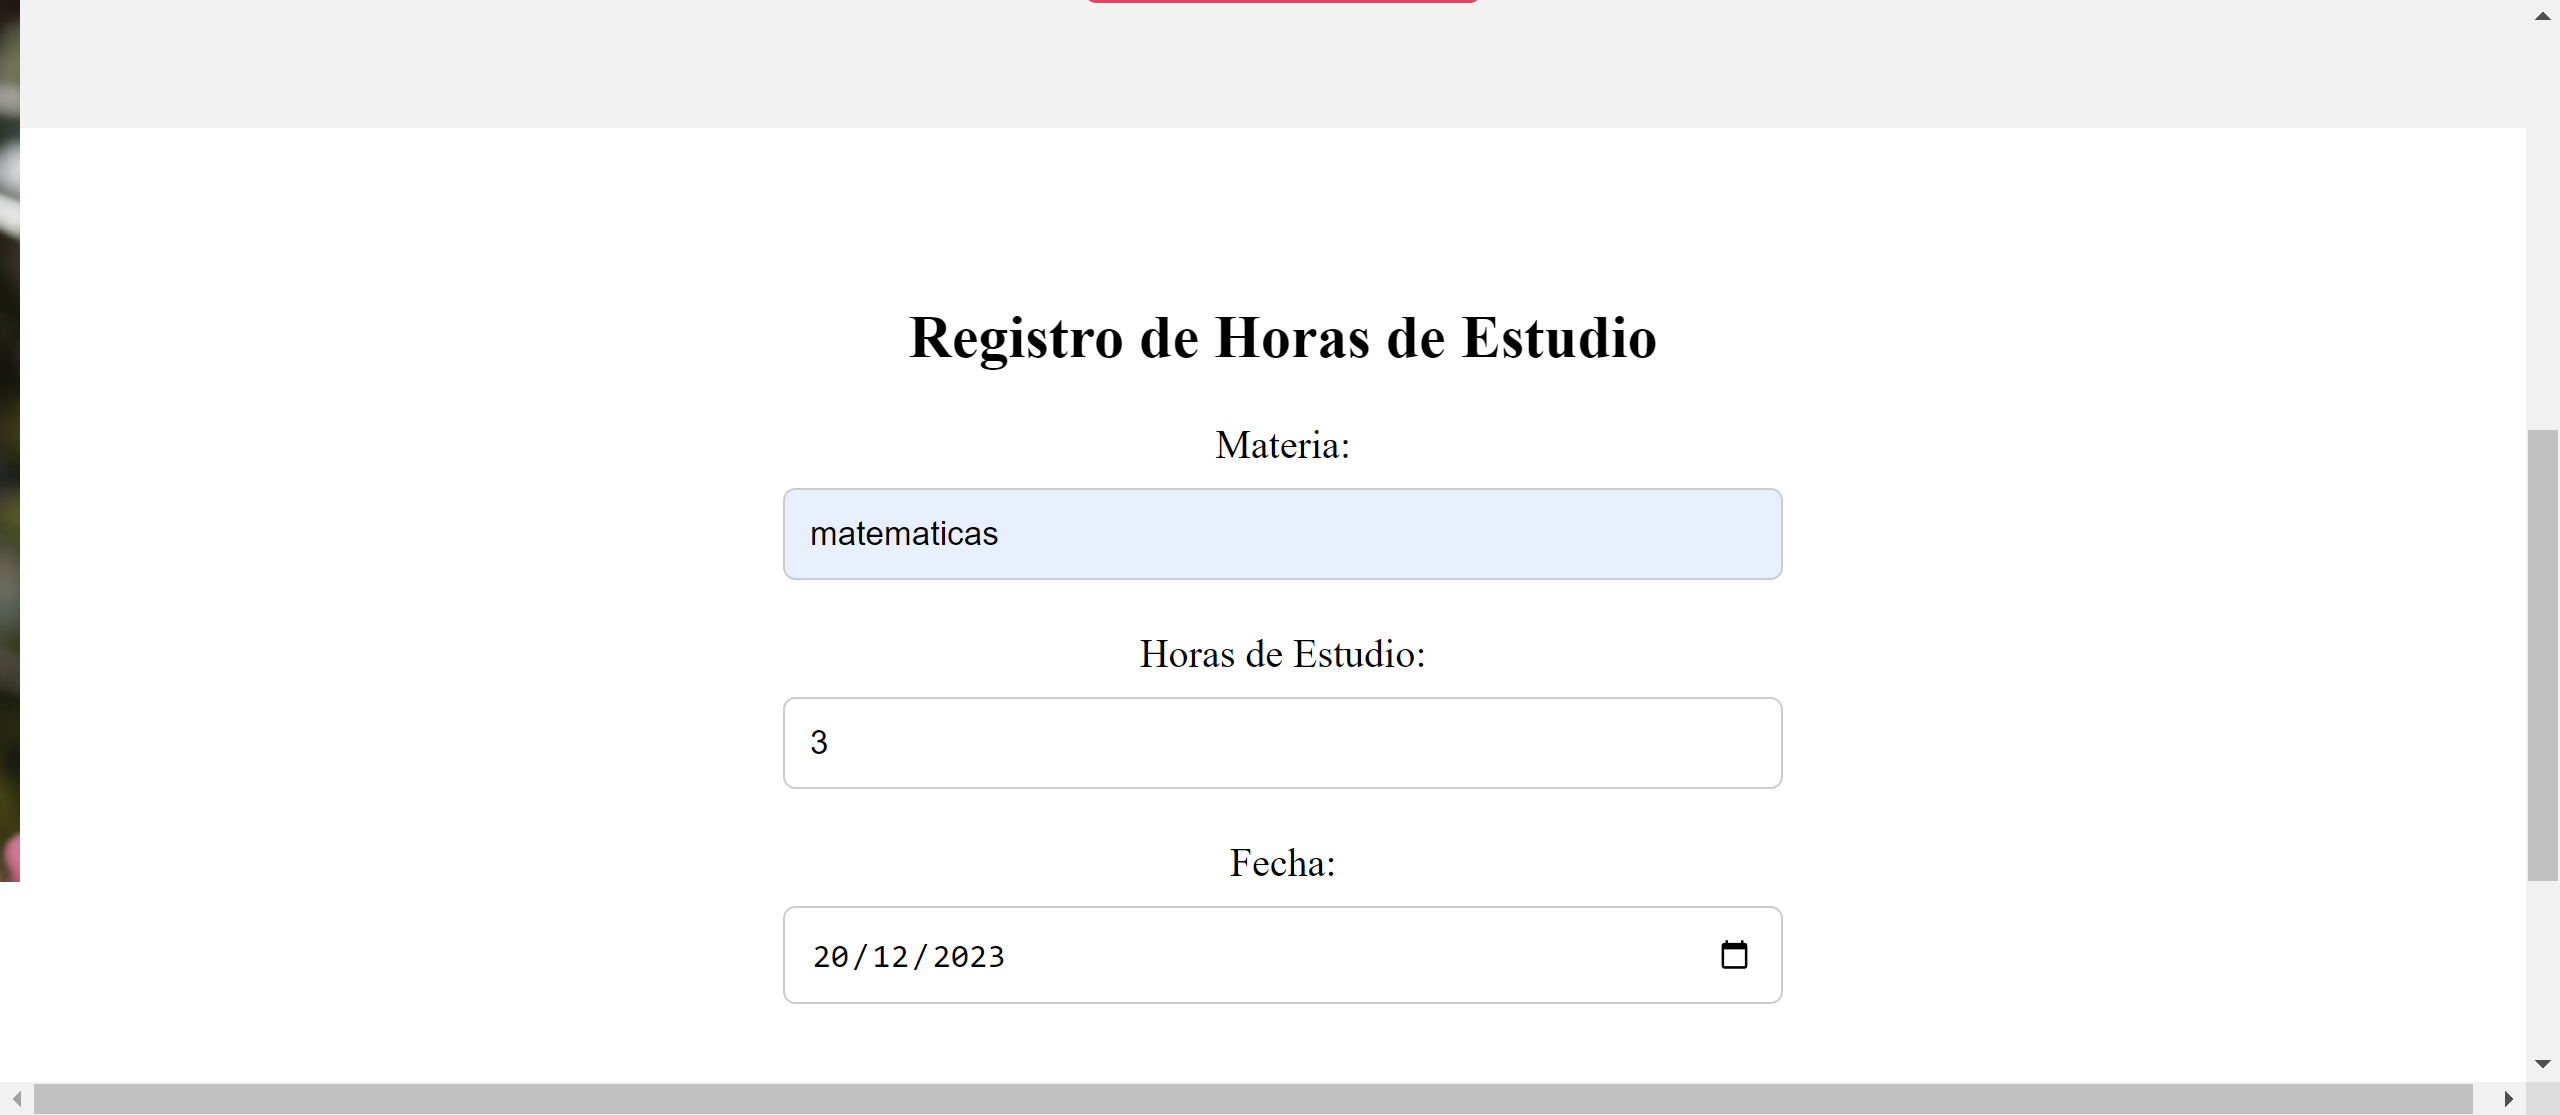 Registro de Horas de Estudio
Materia:
matematicas
Horas de Estudio:
3
Fecha:
20/12/2023